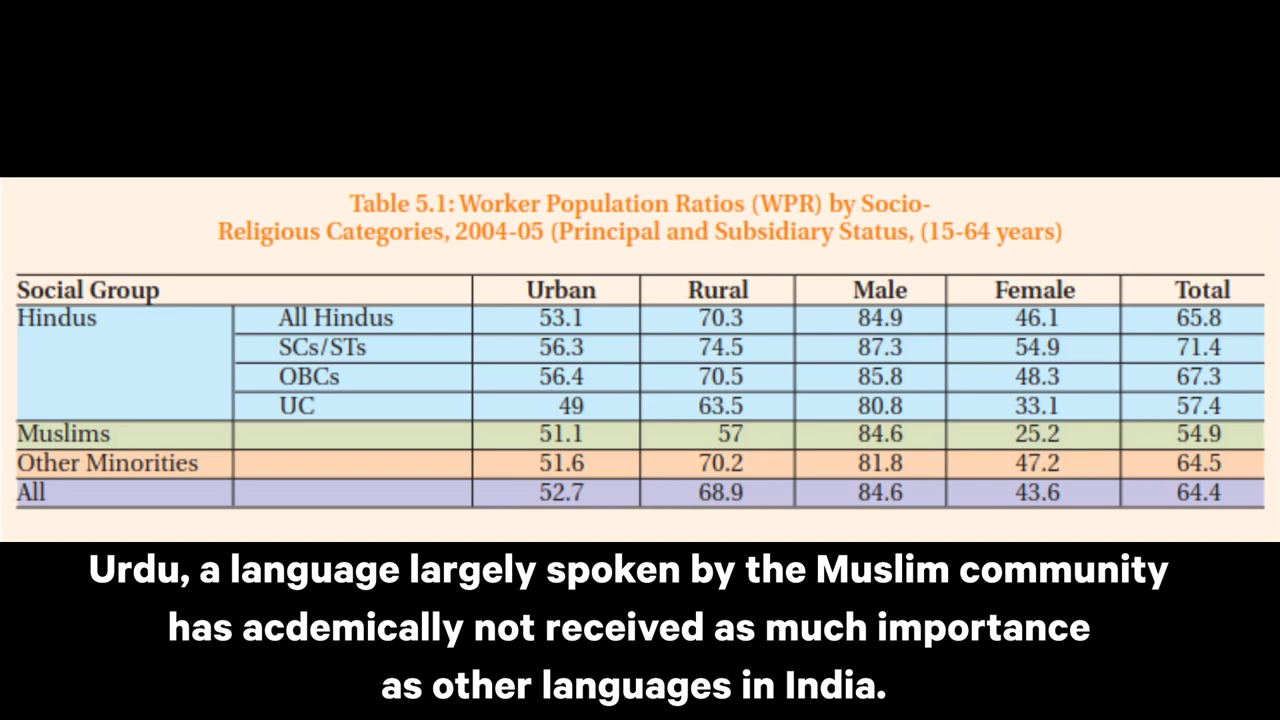 Table 5.1: Worker Population Ratios (WPR) by Socio-
Religious Categories, 2004-05 (Principal and Subsidiary Status, (15-64 years)
Social Group Urban Rural Male Female Total
Hindus All Hindus 53.1 70.3 84.9 46.1 65.8
SCs/STs 56.3 74.5 87.3 54.9 71.4
OBCs 56.4 70.5 85.8 48.3 67.3
UC 49 63.5 80.8 33.1 57.4
Muslims 51.1 57 84.6 25.2 54.9
Other Minorities 51.6 70.2 81.8 47.2 64.5
All 52.7 68.9 84.6 43.6 64.4
Urdu, a language largely spoken by the Muslim community
has acdemically not received as much importance
as other languages in India.